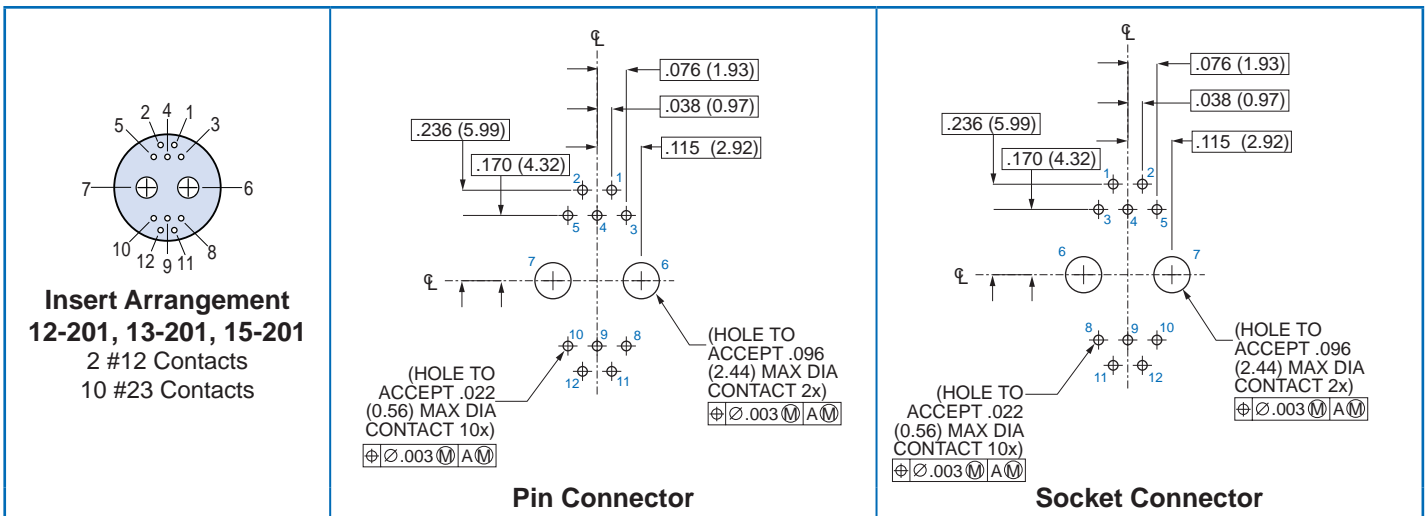 2 4 1
5 3
7 6
10 8
12 9 11
Insert Arrangement
12-201, 13-201, 15-201
2 #12 Contacts
10 #23 Contacts
℄
.076 (1.93)
.038 (0.97)
.236 (5.99)
.115 (2.92)
.170 (4.32)
2 1
5 4 3
7 6
℄
10 9 8
12 11
(HOLE TO
ACCEPT .022
(0.56) MAX DIA
CONTACT 10x)
⌖ ∅.003 Ⓜ A Ⓜ
(HOLE TO
ACCEPT .096
(2.44) MAX DIA
CONTACT 2x)
⌖ ∅.003 Ⓜ A Ⓜ
Pin Connector
℄
.076 (1.93)
.038 (0.97)
.236 (5.99)
.115 (2.92)
.170 (4.32)
1 2
3 4 5
6 7
℄
8 9 10
11 12
(HOLE TO
ACCEPT .022
(0.56) MAX DIA
CONTACT 10x)
⌖ ∅.003 Ⓜ A Ⓜ
(HOLE TO
ACCEPT .096
(2.44) MAX DIA
CONTACT 2x)
⌖ ∅.003 Ⓜ A Ⓜ
Socket Connector